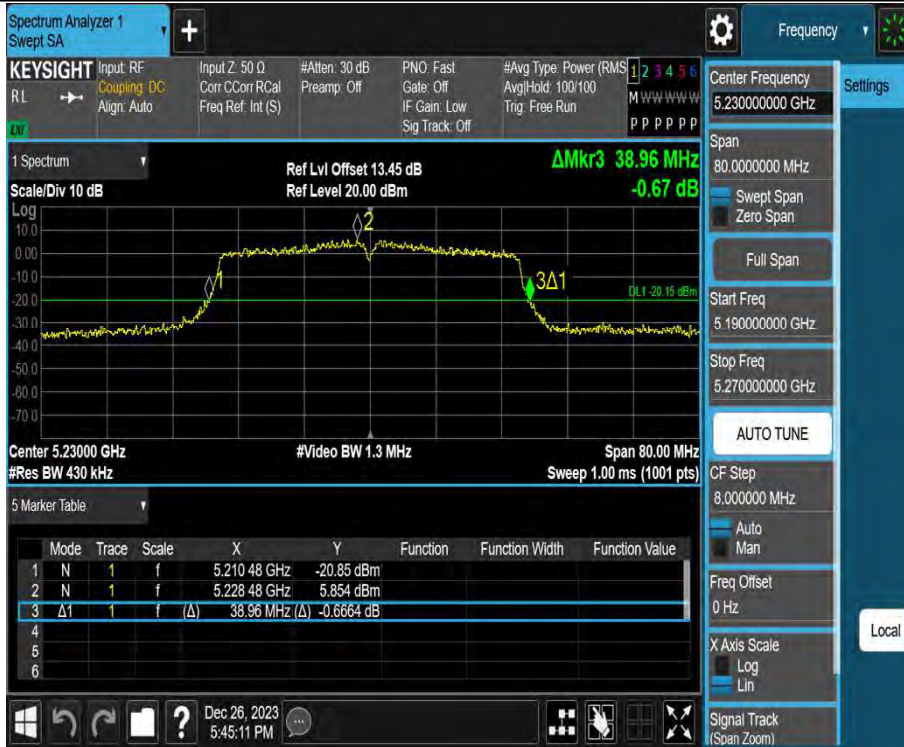 Spectrum Analyzer 1
Swept SA
+
Frequency
KEYSIGHT
RL
LXI
Input: RF
Coupling: DC
Align: Auto
Input Z: 50 Ω
Corr CCorr RCal
Freq Ref: Int (S)
#Atten: 30 dB
Preamp: Off
PNO: Fast
Gate: Off
IF Gain: Low
Sig Track: Off
#Avg Type: Power (RMS
Avg|Hold: 100/100
Trig: Free Run
1 2 3 4 5 6
M W W W W W
P P P P P P
1 Spectrum
Scale/Div 10 dB
Ref Lvl Offset 13.45 dB
Ref Level 20.00 dBm
ΔMkr3 38.96 MHz
-0.67 dB
Log
10.0
0.00
-10.0
-20.0
-30.0
-40.0
-50.0
-60.0
-70.0
2
1
3Δ1
DL1 -20.15 dBm
Center 5.23000 GHz
#Video BW 1.3 MHz
Span 80.00 MHz
#Res BW 430 kHz
Sweep 1.00 ms (1001 pts)
5 Marker Table
Mode Trace Scale X Y Function Function Width Function Value
1 N 1 f 5.210 48 GHz -20.85 dBm
2 N 1 f 5.228 48 GHz 5.854 dBm
3 Δ1 1 f (Δ) 38.96 MHz (Δ) -0.6664 dB
4
5
6
?
Dec 26, 2023
5:45:11 PM
Center Frequency
5.230000000 GHz
Settings
Span
80.0000000 MHz
Swept Span
Zero Span
Full Span
Start Freq
5.190000000 GHz
Stop Freq
5.270000000 GHz
AUTO TUNE
CF Step
8.000000 MHz
Auto
Man
Freq Offset
0 Hz
Local
X Axis Scale
Log
Lin
Signal Track
(Span Zoom)